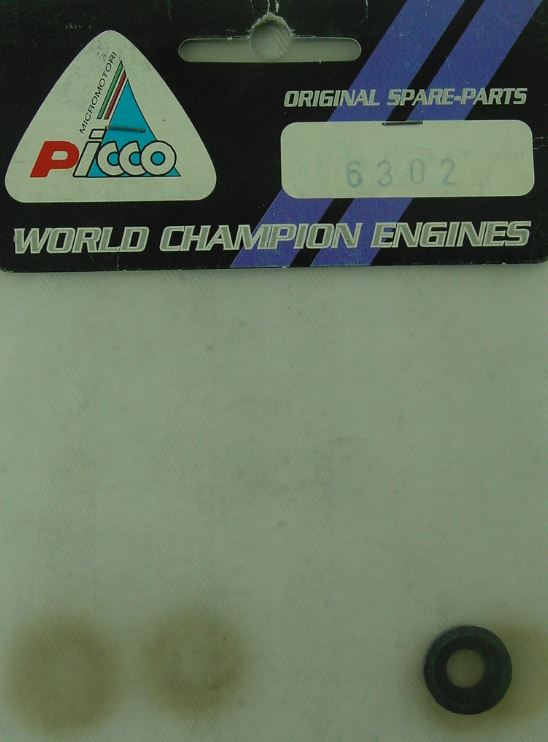 MICROMOTORI
Picco
ORIGINAL SPARE-PARTS
6302
WORLD CHAMPION ENGINES